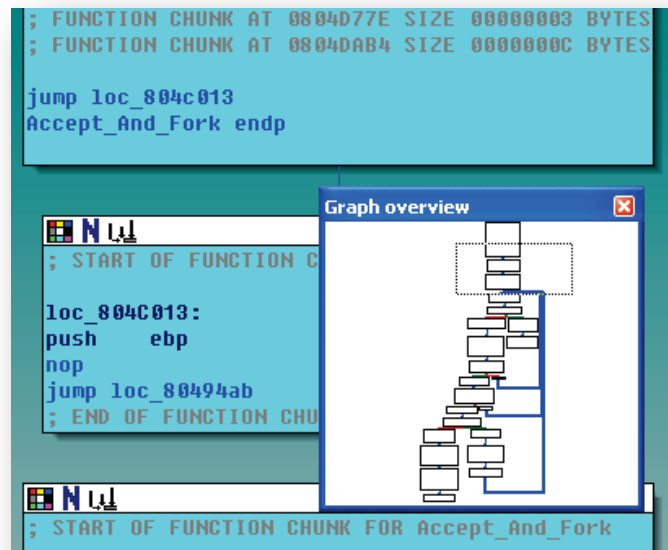 ; FUNCTION CHUNK AT 0804D77E SIZE 00000003 BYTES
; FUNCTION CHUNK AT 0804DAB4 SIZE 0000000C BYTES
jump loc_804c013
Accept_And_Fork endp
Graph overview
N
; START OF FUNCTION C
loc_804C013:
push ebp
nop
jump loc_80494ab
; END OF FUNCTION CHU
N
; START OF FUNCTION CHUNK FOR Accept_And_Fork